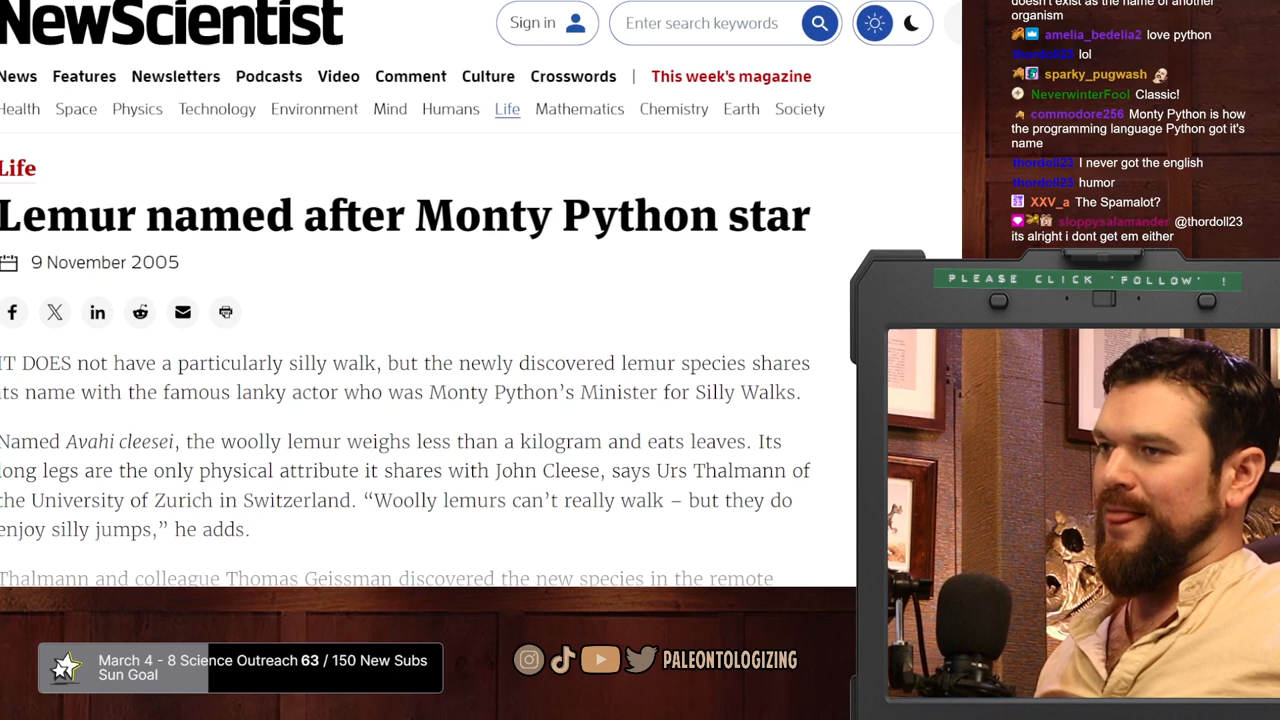 NewScientist
Sign in
Enter search keywords
News Features Newsletters Podcasts Video Comment Culture Crosswords | This week's magazine
Health Space Physics Technology Environment Mind Humans Life Mathematics Chemistry Earth Society
Life
Lemur named after Monty Python star
9 November 2005
IT DOES not have a particularly silly walk, but the newly discovered lemur species shares
its name with the famous lanky actor who was Monty Python's Minister for Silly Walks.
Named Avahi cleesei, the woolly lemur weighs less than a kilogram and eats leaves. Its
long legs are the only physical attribute it shares with John Cleese, says Urs Thalmann of
the University of Zurich in Switzerland. “Woolly lemurs can't really walk – but they do
enjoy silly jumps,” he adds.
Thalmann and colleague Thomas Geissman discovered the new species in the remote
doesn't exist as the name of another
organism
amelia_bedelia2 love python
thordoll23 lol
sparky_pugwash
NeverwinterFool Classic!
commodore256 Monty Python is how
the programming language Python got it's
name
thordoll23 I never got the english
thordoll23 humor
XXV_a The Spamalot?
sloppysalamander @thordoll23
its alright i dont get em either
PLEASE CLICK 'FOLLOW' !
March 4 - 8 Science Outreach 63 / 150 New Subs
Sun Goal
PALEONTOLOGIZING